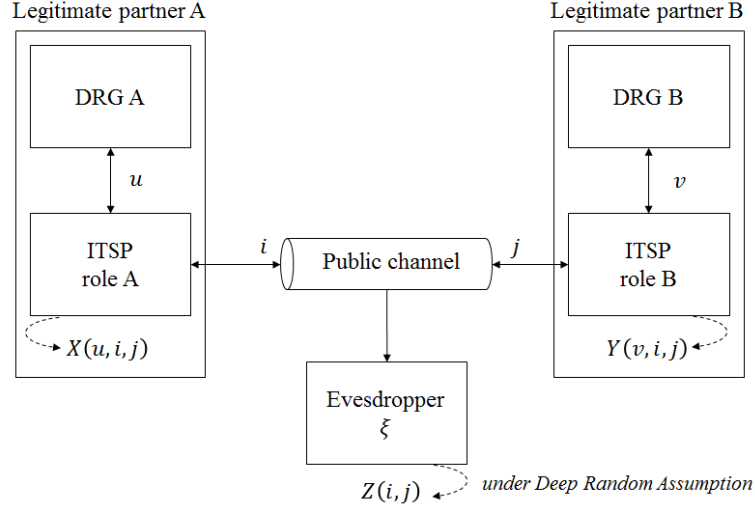 Legitimate partner A
Legitimate partner B
DRG A
DRG B
u
v
ITSP
role A
i
Public channel
j
ITSP
role B
X(u, i, j)
Y(v, i, j)
Evesdropper
ξ
Z(i, j)
under Deep Random Assumption